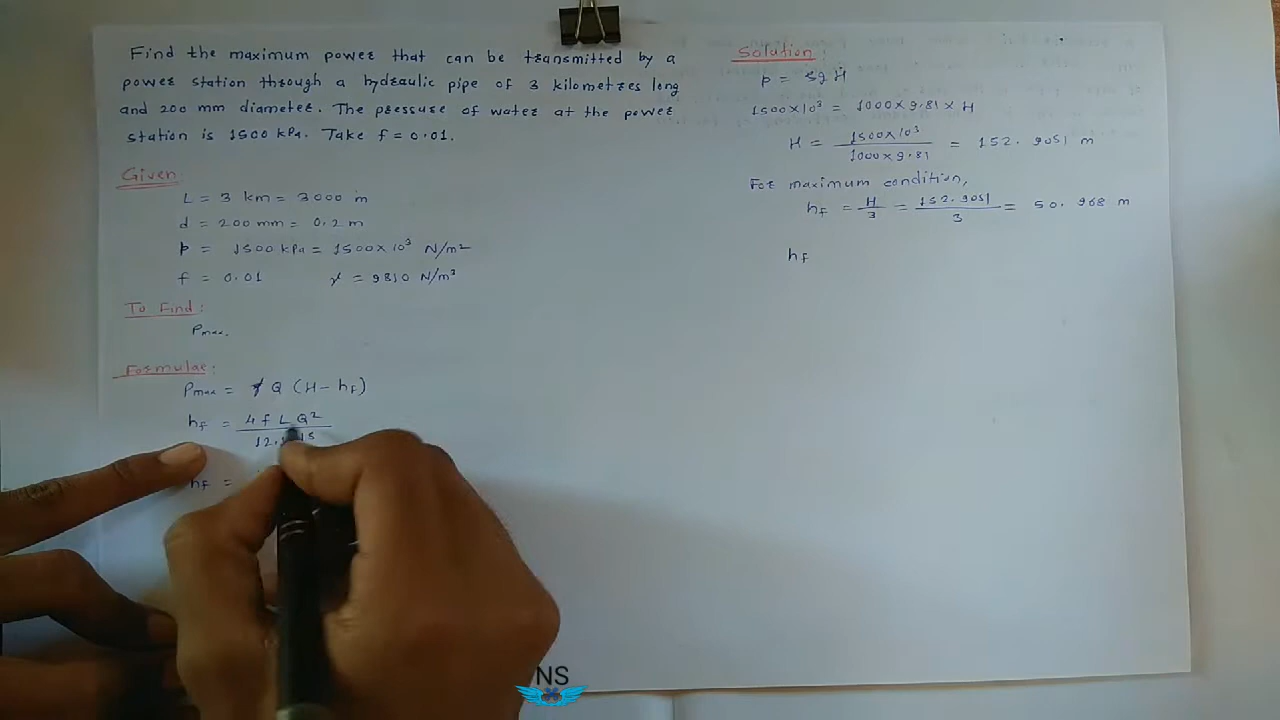 Find the maximum power that can be transmitted by a
power station through a hydraulic pipe of 3 kilometres long
and 200 mm diameter. The pressure of water at the power
station is 1500 kPa. Take f = 0.01.
Given:
L = 3 km = 3000 m
d = 200 mm = 0.2 m
p = 1500 kPa = 1500×10³ N/m²
f = 0.01 γ = 9810 N/m³
To Find:
Pmax.
Formulae:
Pmax = γ Q (H - hf)
hf = 4 f L Q²
hf =
Solution:
p = ρg H
1500×10³ = 1000 × 9.81 × H
H = 1500×10³ / 1000 × 9.81 = 152.9051 m
For maximum condition,
hf = H / 3 = 152.9051 / 3 = 50.968 m
hf
NS